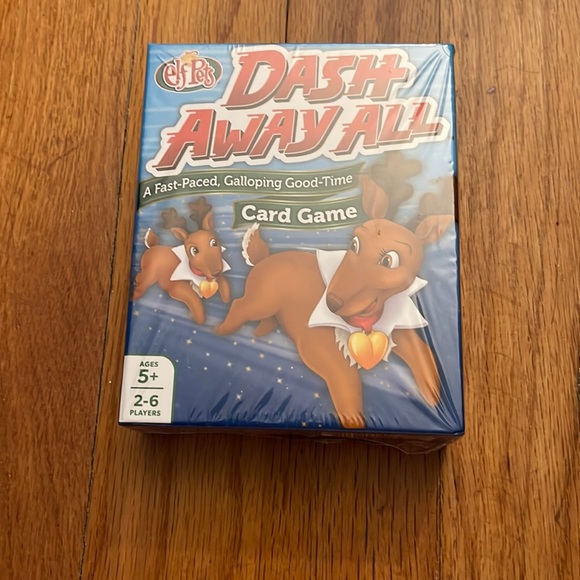 elf Pets
DASH
AWAY ALL
A Fast-Paced, Galloping Good-Time
Card Game
AGES
5+
2-6
PLAYERS